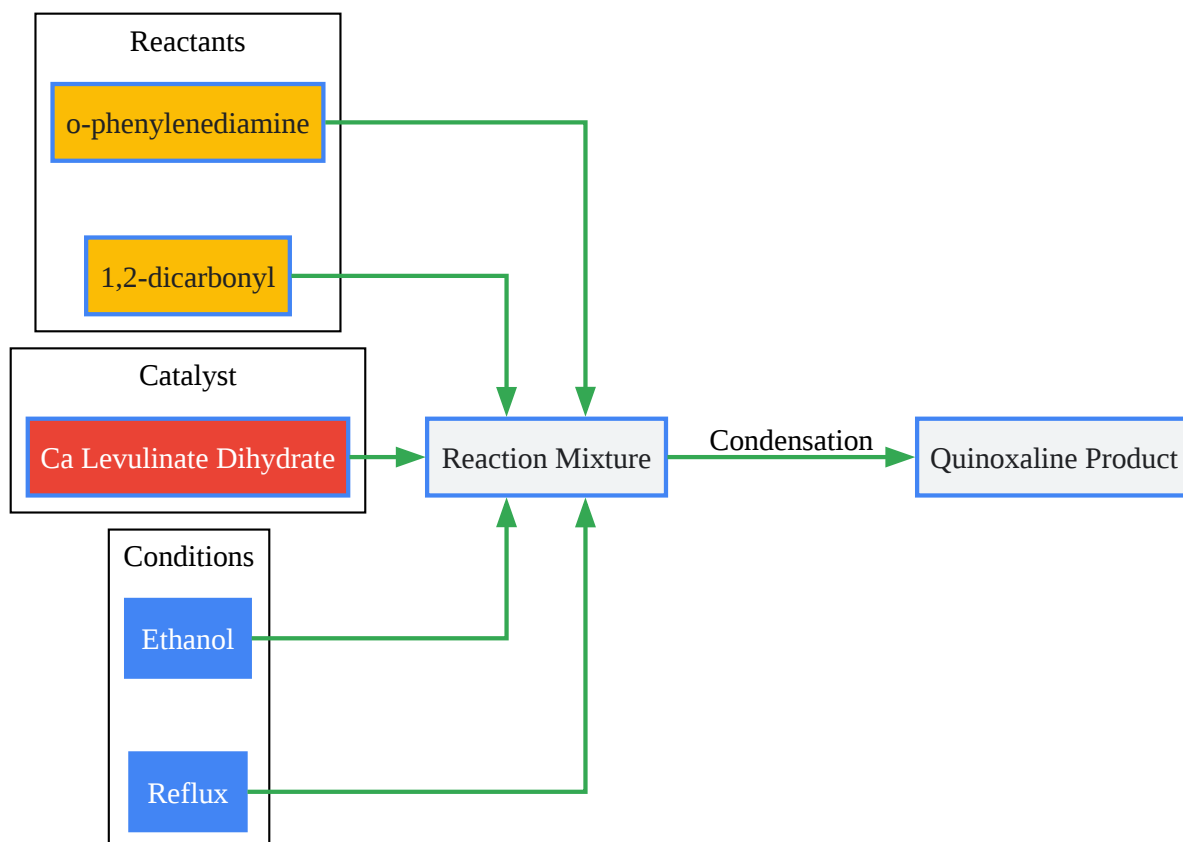 Reactants
o-phenylenediamine
1,2-dicarbonyl
Catalyst
Ca Levulinate Dihydrate
Reaction Mixture
Condensation
Quinoxaline Product
Conditions
Ethanol
Reflux